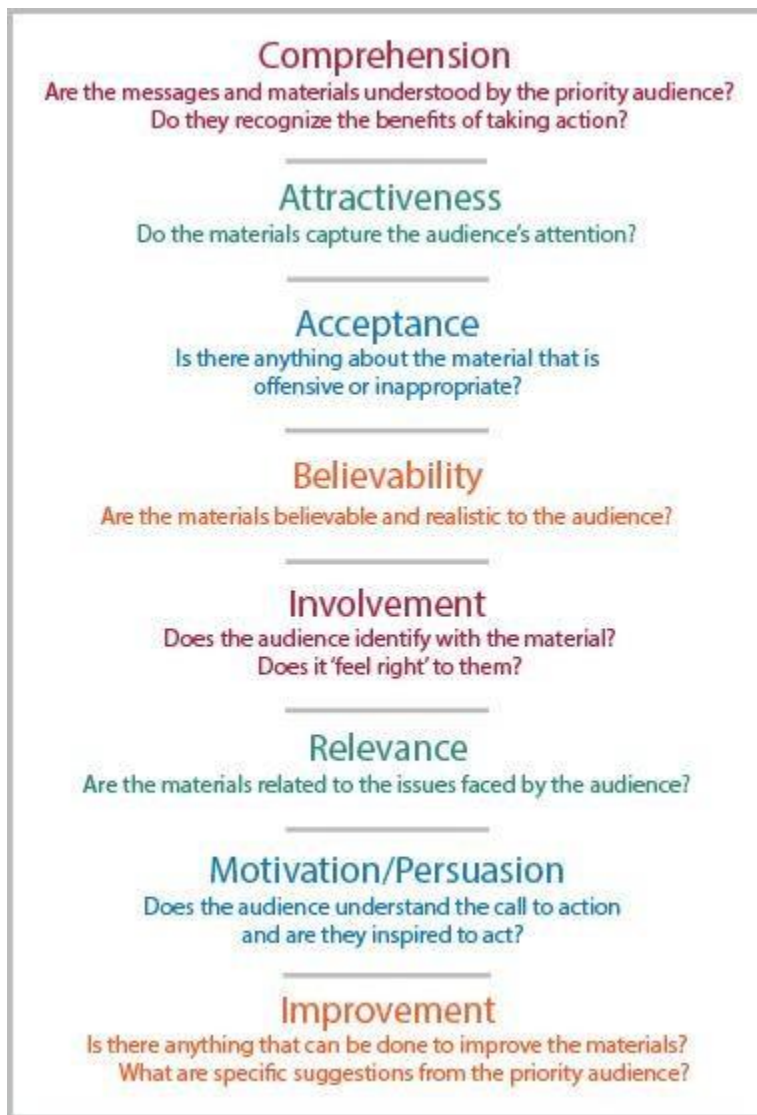 Comprehension
Are the messages and materials understood by the priority audience?
Do they recognize the benefits of taking action?
Attractiveness
Do the materials capture the audience's attention?
Acceptance
Is there anything about the material that is
offensive or inappropriate?
Believability
Are the materials believable and realistic to the audience?
Involvement
Does the audience identify with the material?
Does it 'feel right' to them?
Relevance
Are the materials related to the issues faced by the audience?
Motivation/Persuasion
Does the audience understand the call to action
and are they inspired to act?
Improvement
Is there anything that can be done to improve the materials?
What are specific suggestions from the priority audience?